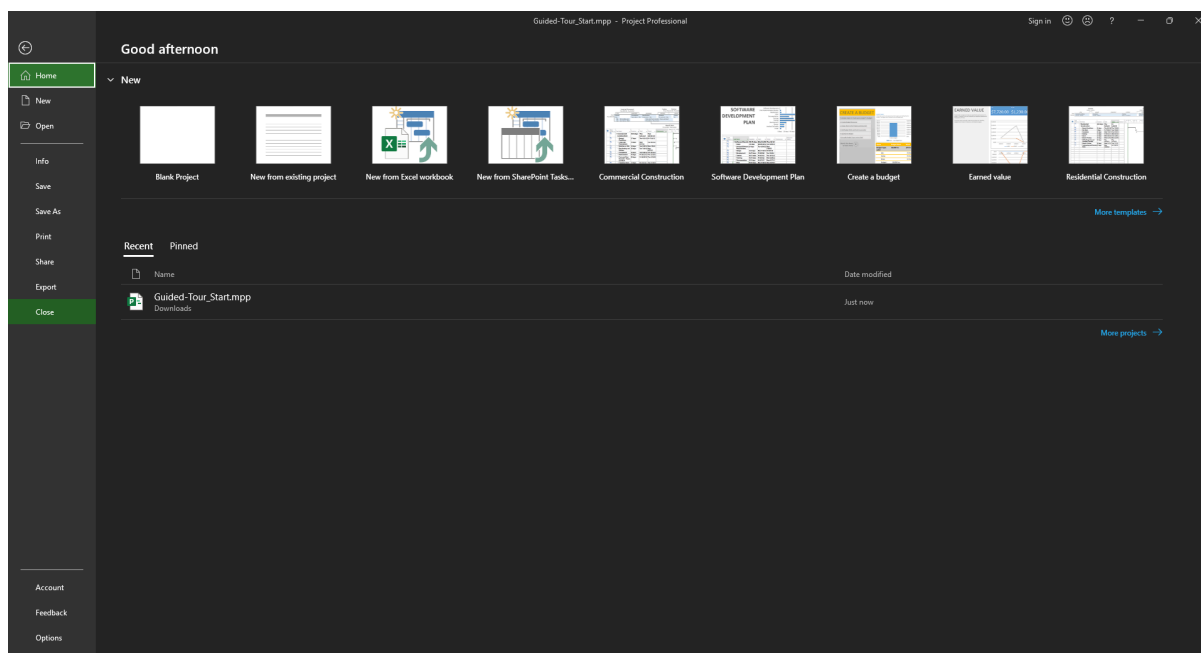 Guided-Tour_Start.mpp - Project Professional
Sign in
?
Good afternoon
Home
New
Open
Info
Save
Save As
Print
Share
Export
Close
Account
Feedback
Options
New
SOFTWARE
DEVELOPMENT
PLAN
CREATE A BUDGET
EARNED VALUE
Blank Project
New from existing project
New from Excel workbook
New from SharePoint Tasks...
Commercial Construction
Software Development Plan
Create a budget
Earned value
Residential Construction
More templates
Recent Pinned
Name Date modified
Guided-Tour_Start.mpp Just now
Downloads
More projects